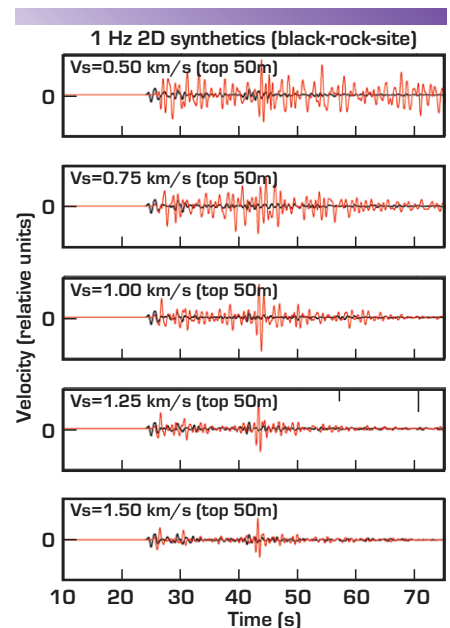 1 Hz 2D synthetics (black-rock-site)
Vs=0.50 km/s (top 50m)
0
Vs=0.75 km/s (top 50m)
0
Vs=1.00 km/s (top 50m)
0
Vs=1.25 km/s (top 50m)
0
Vs=1.50 km/s (top 50m)
0
Velocity (relative units)
10 20 30 40 50 60 70
Time (s)